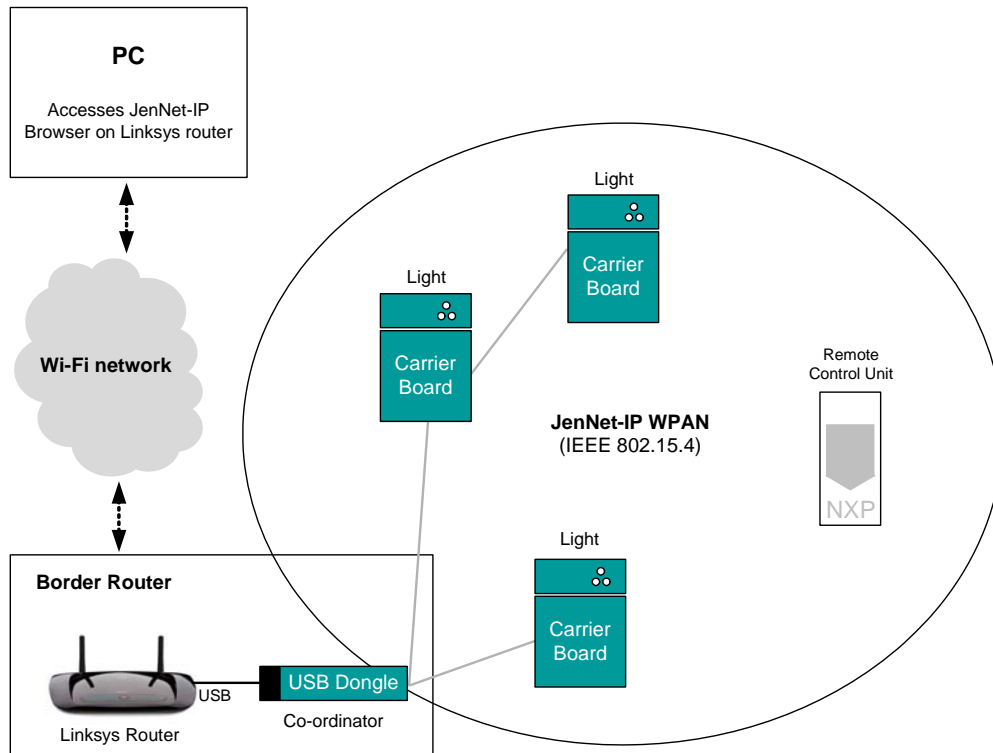 PC
Accesses JenNet-IP
Browser on Linksys router
Wi-Fi network
Light
Carrier
Board
Light
Carrier
Board
Remote
Control Unit
NXP
JenNet-IP WPAN
(IEEE 802.15.4)
Light
Carrier
Board
Border Router
USB
USB Dongle
Linksys Router
Co-ordinator